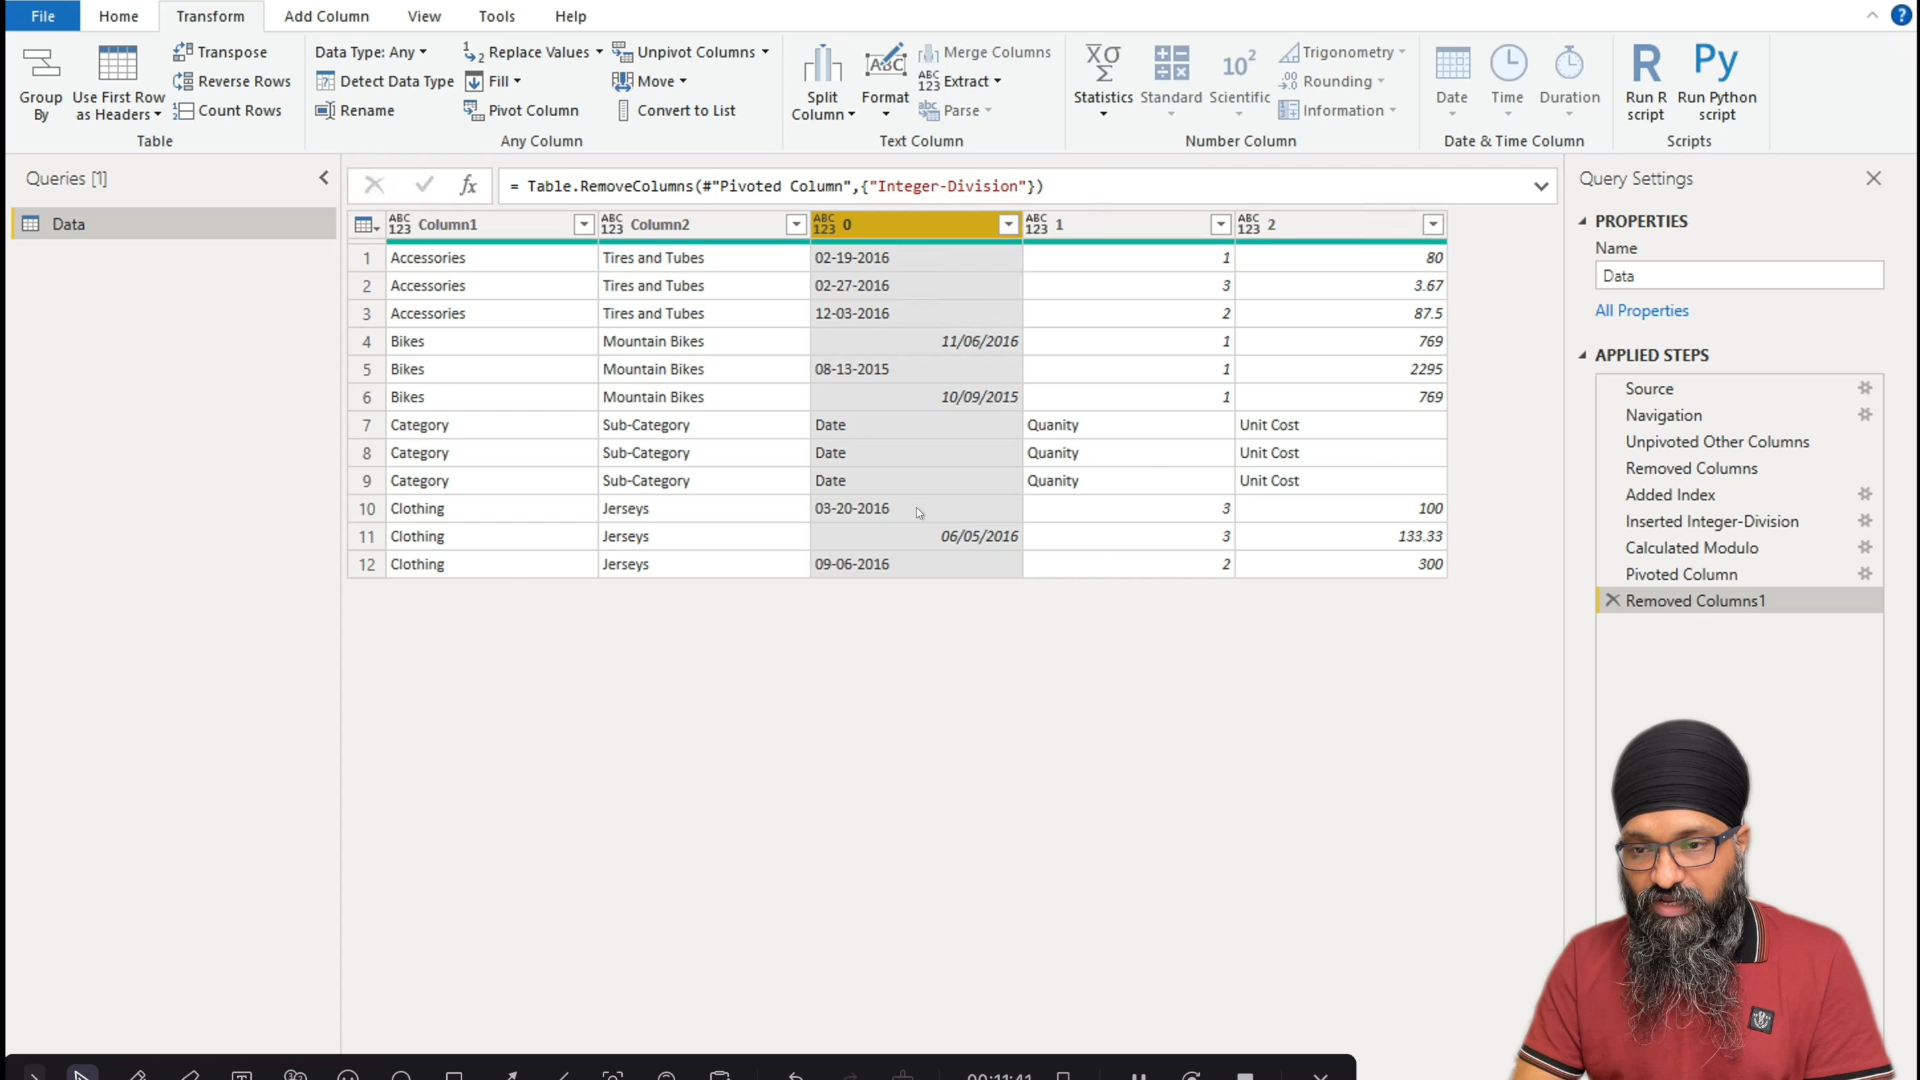 File Home Transform Add Column View Tools Help
Transpose Data Type: Any Replace Values Unpivot Columns Merge Columns Trigonometry
Reverse Rows Detect Data Type Fill Move Extract Rounding
Count Rows Rename Pivot Column Convert to List Parse Information
Group By
Use First Row as Headers
Split Column
Format
Statistics Standard Scientific
Date Time Duration
Run R script
Run Python script
Table Any Column Text Column Number Column Date & Time Column Scripts
Queries [1]
Data
= Table.RemoveColumns(#"Pivoted Column",{"Integer-Division"})
Column1 Column2 0 1 2
1 Accessories Tires and Tubes 02-19-2016 1 80
2 Accessories Tires and Tubes 02-27-2016 3 3.67
3 Accessories Tires and Tubes 12-03-2016 2 87.5
4 Bikes Mountain Bikes 11/06/2016 1 769
5 Bikes Mountain Bikes 08-13-2015 1 2295
6 Bikes Mountain Bikes 10/09/2015 1 769
7 Category Sub-Category Date Quanity Unit Cost
8 Category Sub-Category Date Quanity Unit Cost
9 Category Sub-Category Date Quanity Unit Cost
10 Clothing Jerseys 03-20-2016 3 100
11 Clothing Jerseys 06/05/2016 3 133.33
12 Clothing Jerseys 09-06-2016 2 300
Query Settings
PROPERTIES
Name
Data
All Properties
APPLIED STEPS
Source
Navigation
Unpivoted Other Columns
Removed Columns
Added Index
Inserted Integer-Division
Calculated Modulo
Pivoted Column
Removed Columns1
00:11:41